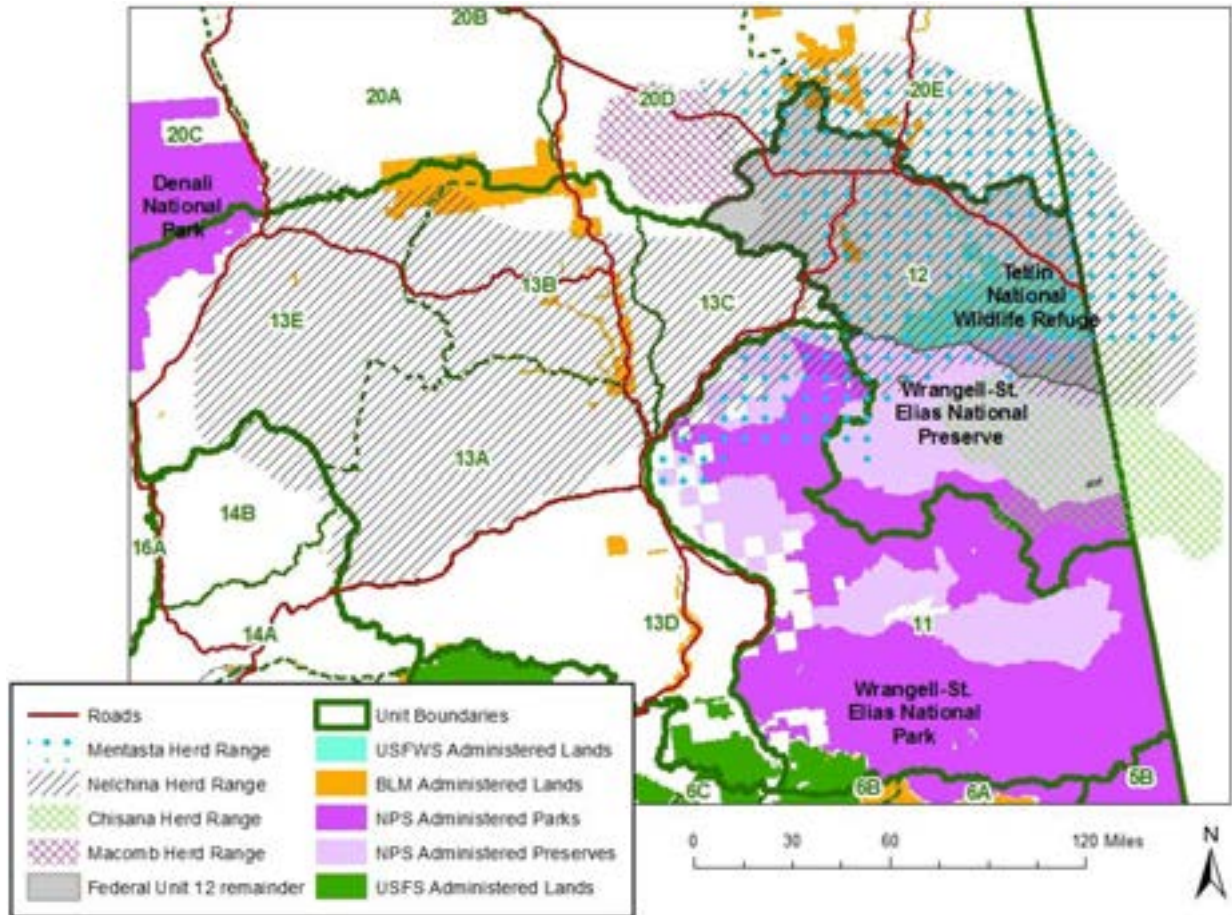 20B
20A
20C
20D
20E
Denali
National
Park
13E
13B
13C
12
Tetlin
National
Wildlife Refuge
Wrangell-St.
Elias National
Preserve
13A
14B
16A
14A
13D
11
Wrangell-St.
Elias National
Park
6C
6B
6A
5B
Roads
Mentasta Herd Range
Nelchina Herd Range
Chisana Herd Range
Macomb Herd Range
Federal Unit 12 remainder
Unit Boundaries
USFWS Administered Lands
BLM Administered Lands
NPS Administered Parks
NPS Administered Preserves
USFS Administered Lands
0 30 60 120 Miles
N